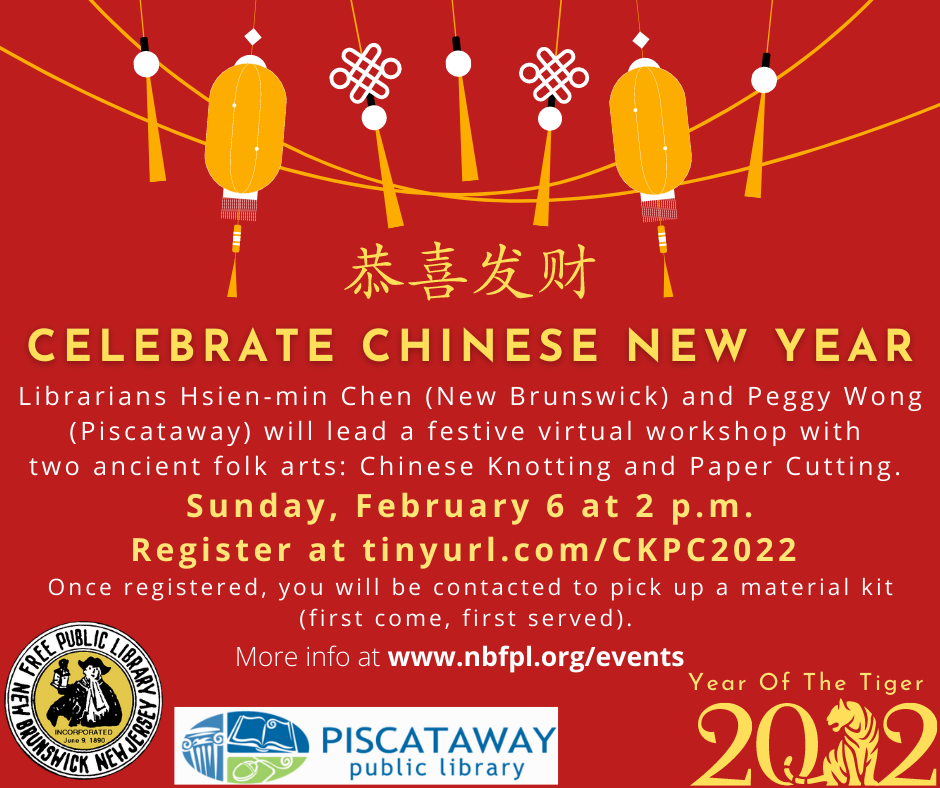 恭喜发财
CELEBRATE CHINESE NEW YEAR
Librarians Hsien-min Chen (New Brunswick) and Peggy Wong
(Piscataway) will lead a festive virtual workshop with
two ancient folk arts: Chinese Knotting and Paper Cutting.
Sunday, February 6 at 2 p.m.
Register at tinyurl.com/CKPC2022
Once registered, you will be contacted to pick up a material kit
(first come, first served).
More info at www.nbfpl.org/events
FREE PUBLIC LIBRARY
NEW BRUNSWICK NEW JERSEY
INCORPORATED
June 9, 1890
PISCATAWAY
public library
Year Of The Tiger
2022